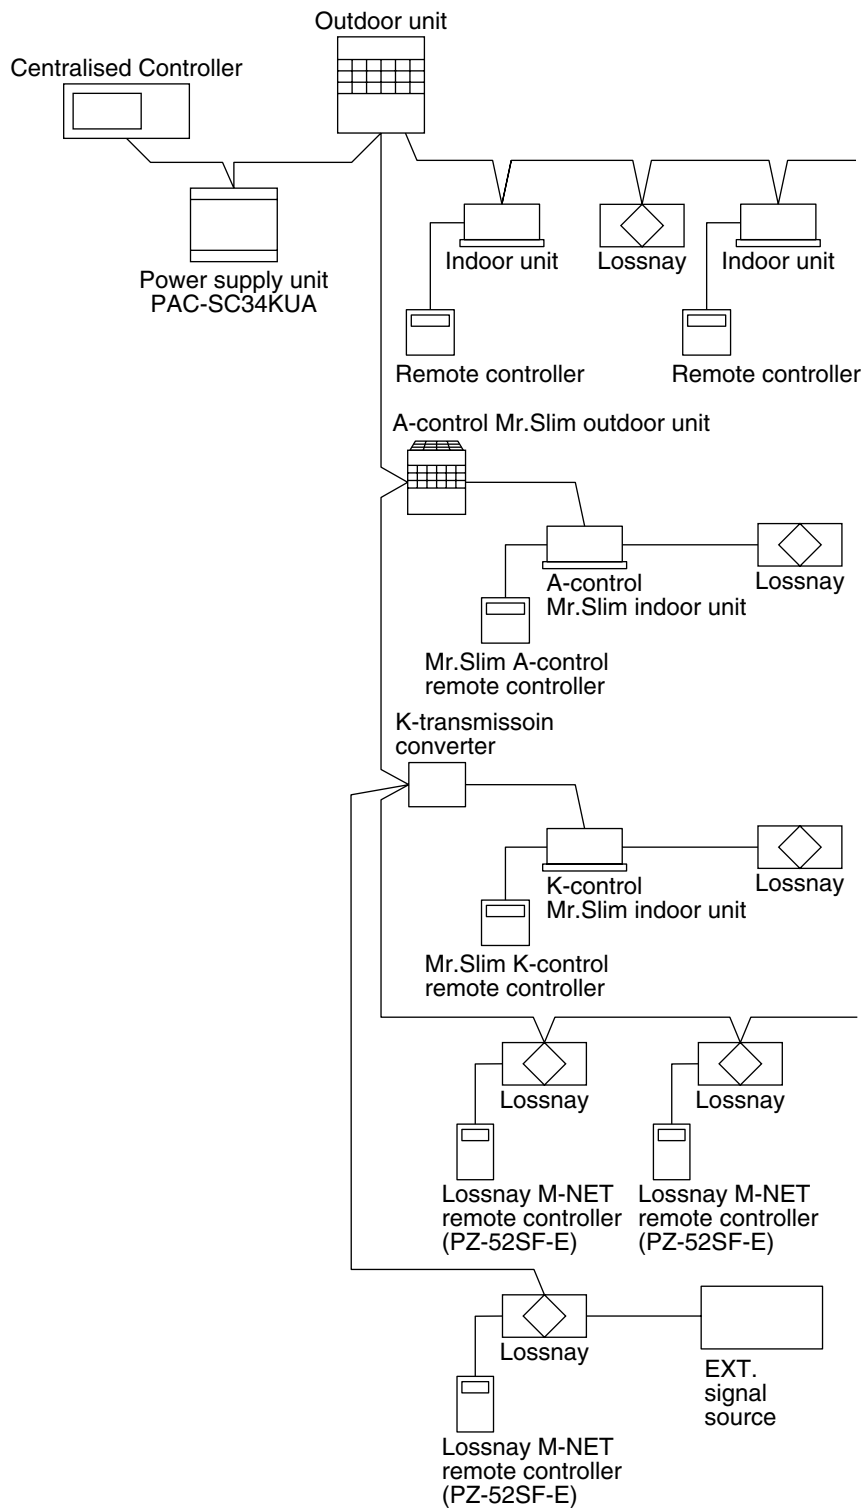 Outdoor unit
Centralised Controller
Power supply unit
PAC-SC34KUA
Indoor unit
Lossnay
Indoor unit
Remote controller
Remote controller
A-control Mr.Slim outdoor unit
A-control
Mr.Slim indoor unit
Lossnay
Mr.Slim A-control
remote controller
K-transmissoin
converter
K-control
Mr.Slim indoor unit
Lossnay
Mr.Slim K-control
remote controller
Lossnay
Lossnay
Lossnay M-NET
remote controller
(PZ-52SF-E)
Lossnay M-NET
remote controller
(PZ-52SF-E)
Lossnay
EXT.
signal
source
Lossnay M-NET
remote controller
(PZ-52SF-E)